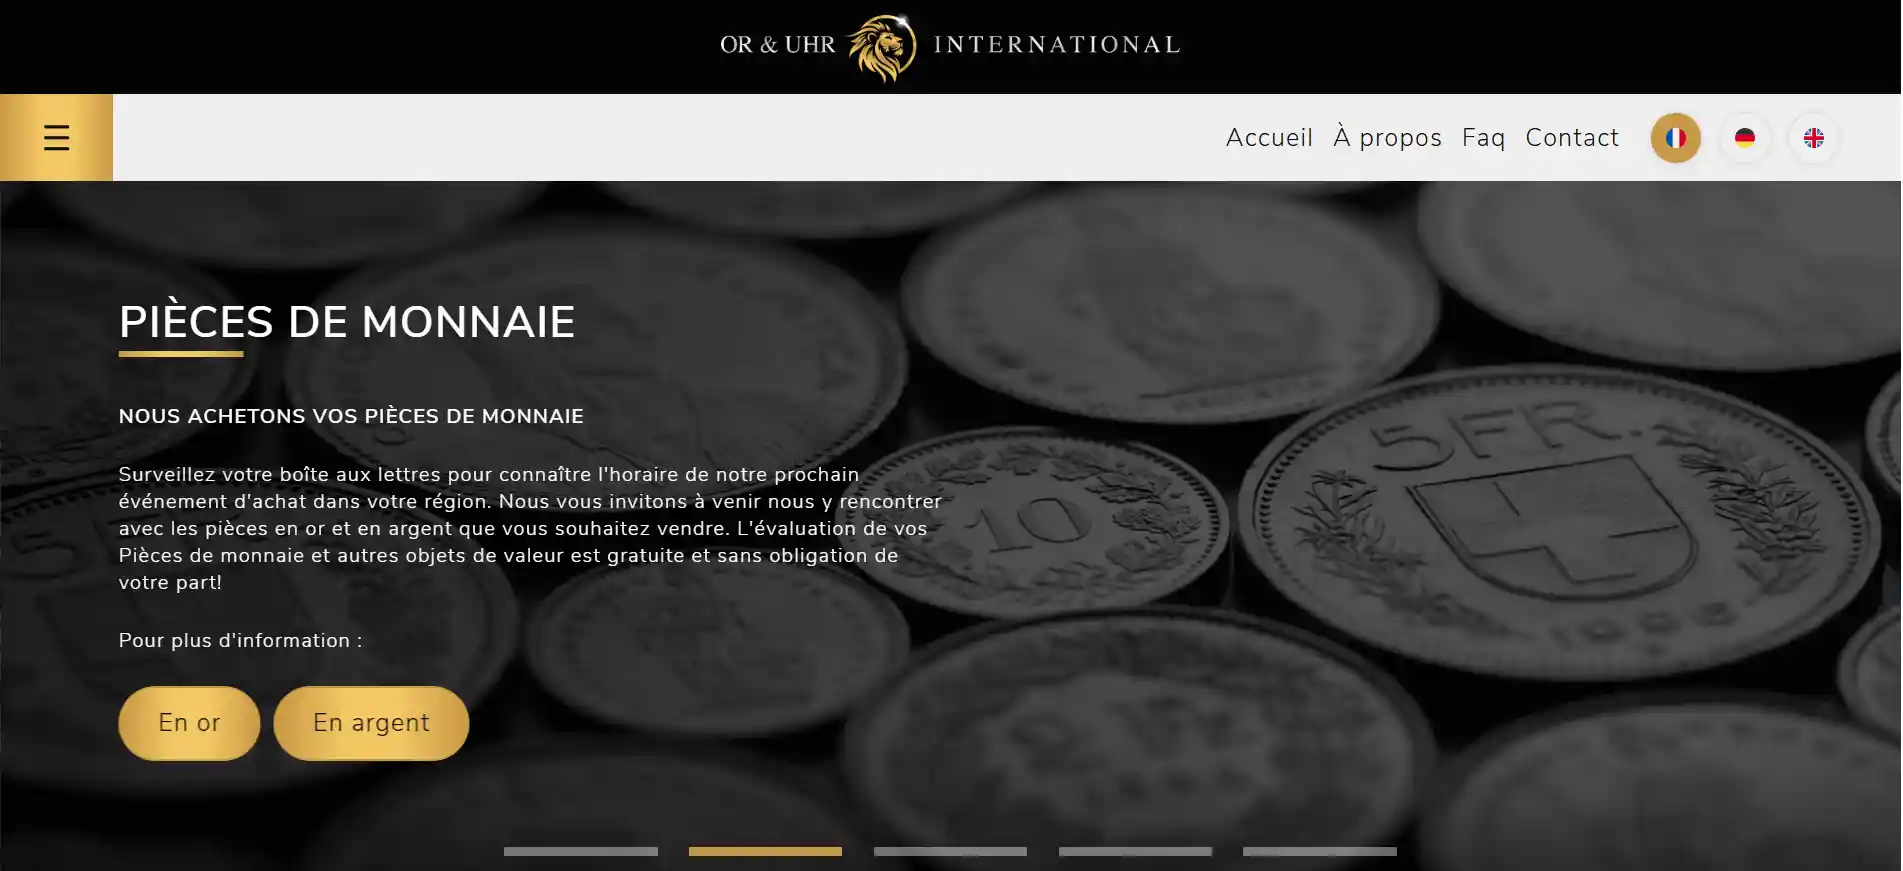 OR & UHR INTERNATIONAL
Accueil À propos Faq Contact
PIÈCES DE MONNAIE
NOUS ACHETONS VOS PIÈCES DE MONNAIE
Surveillez votre boîte aux lettres pour connaître l'horaire de notre prochain
événement d'achat dans votre région. Nous vous invitons à venir nous y rencontrer
avec les pièces en or et en argent que vous souhaitez vendre. L'évaluation de vos
Pièces de monnaie et autres objets de valeur est gratuite et sans obligation de
votre part!
Pour plus d'information :
En or En argent
5FR.
10